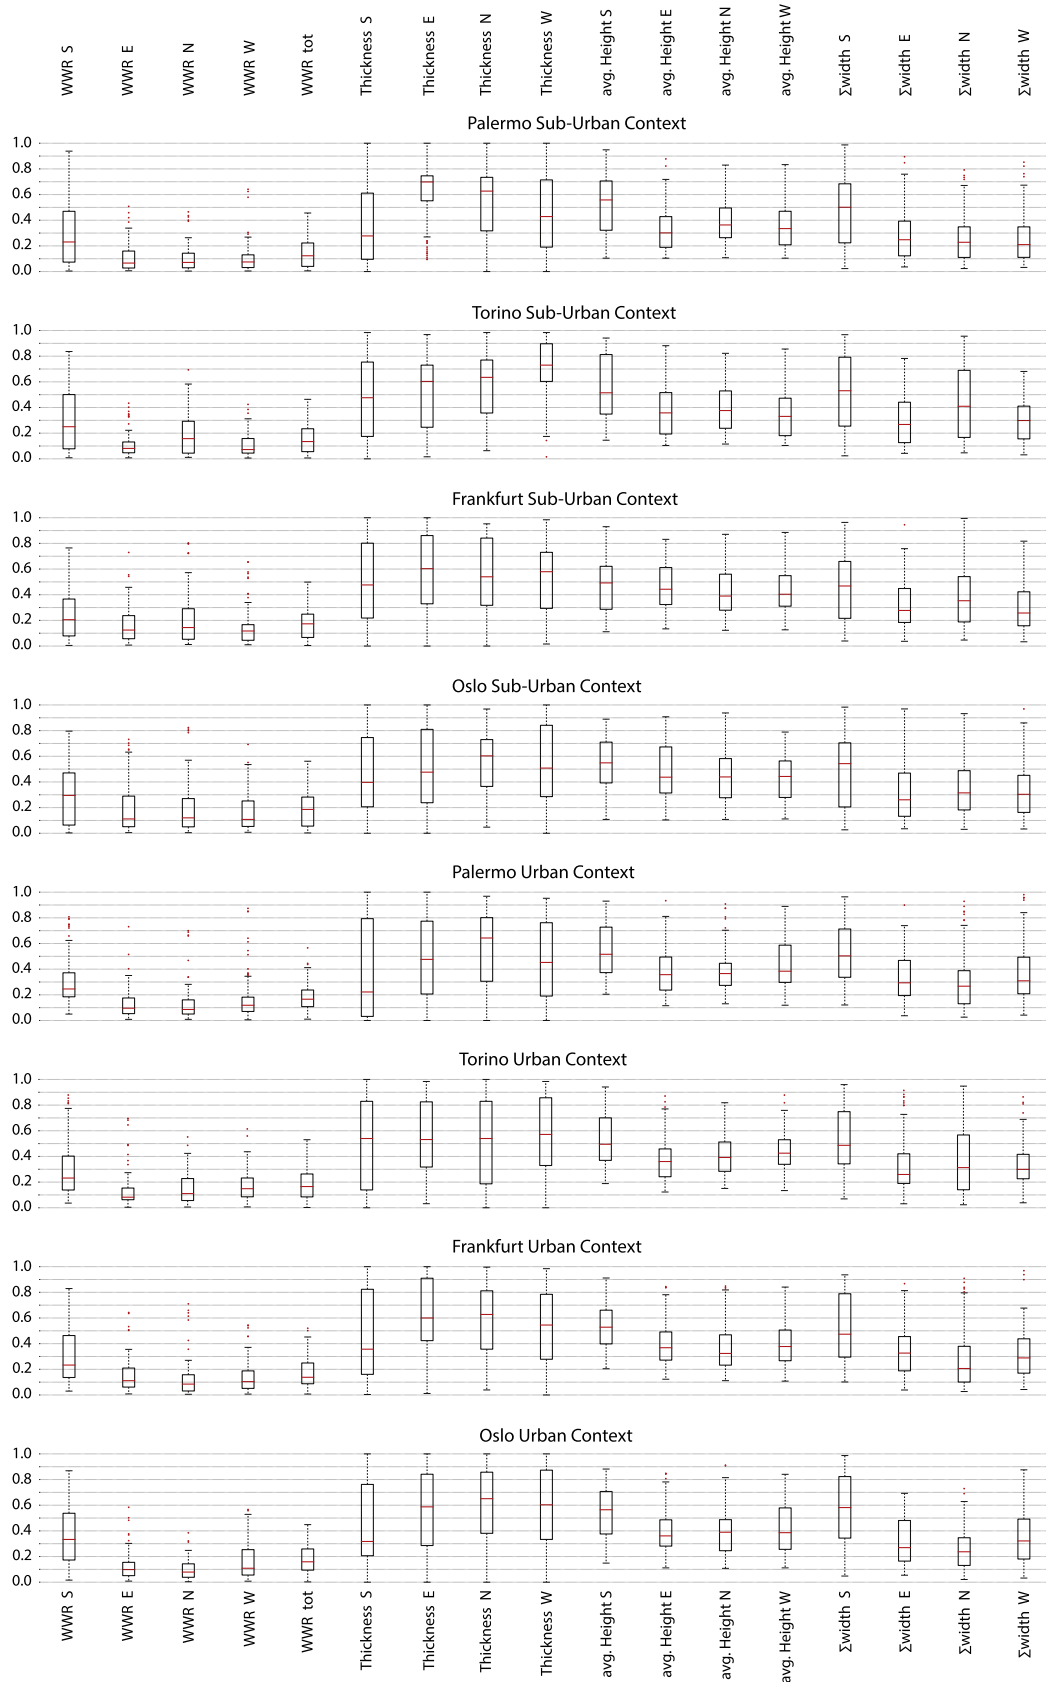 WWR S
WWR E
WWR N
WWR W
WWR tot
Thickness S
Thickness E
Thickness N
Thickness W
avg. Height S
avg. Height E
avg. Height N
avg. Height W
∑width S
∑width E
∑width N
∑width W
Palermo Sub-Urban Context
1.0
0.8
0.6
0.4
0.2
0.0
Torino Sub-Urban Context
1.0
0.8
0.6
0.4
0.2
0.0
Frankfurt Sub-Urban Context
1.0
0.8
0.6
0.4
0.2
0.0
Oslo Sub-Urban Context
1.0
0.8
0.6
0.4
0.2
0.0
Palermo Urban Context
1.0
0.8
0.6
0.4
0.2
0.0
Torino Urban Context
1.0
0.8
0.6
0.4
0.2
0.0
Frankfurt Urban Context
1.0
0.8
0.6
0.4
0.2
0.0
Oslo Urban Context
1.0
0.8
0.6
0.4
0.2
0.0
WWR S
WWR E
WWR N
WWR W
WWR tot
Thickness S
Thickness E
Thickness N
Thickness W
avg. Height S
avg. Height E
avg. Height N
avg. Height W
∑width S
∑width E
∑width N
∑width W